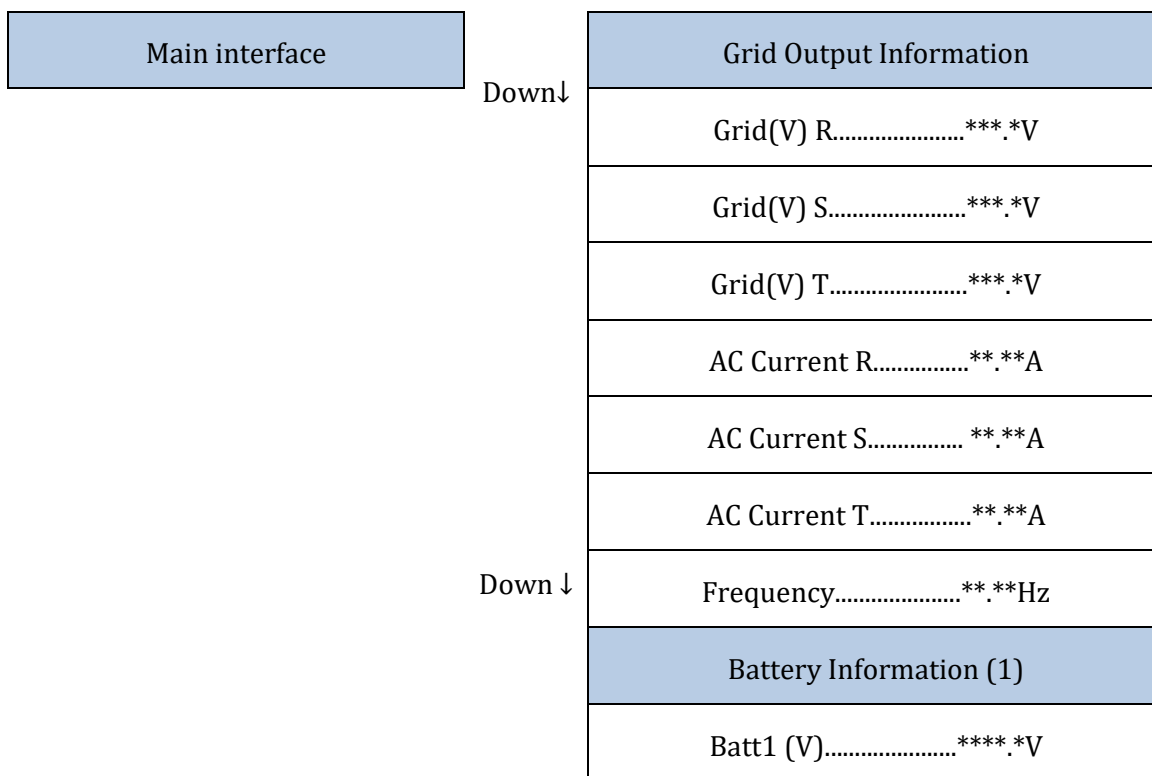 Main interface
Grid Output Information
Down↓
Grid(V) R......................***.*V
Grid(V) S.......................***.*V
Grid(V) T.......................***.*V
AC Current R................**.**A
AC Current S................ **.**A
AC Current T.................**.**A
Down ↓
Frequency.....................**.**Hz
Battery Information (1)
Batt1 (V)......................****.*V